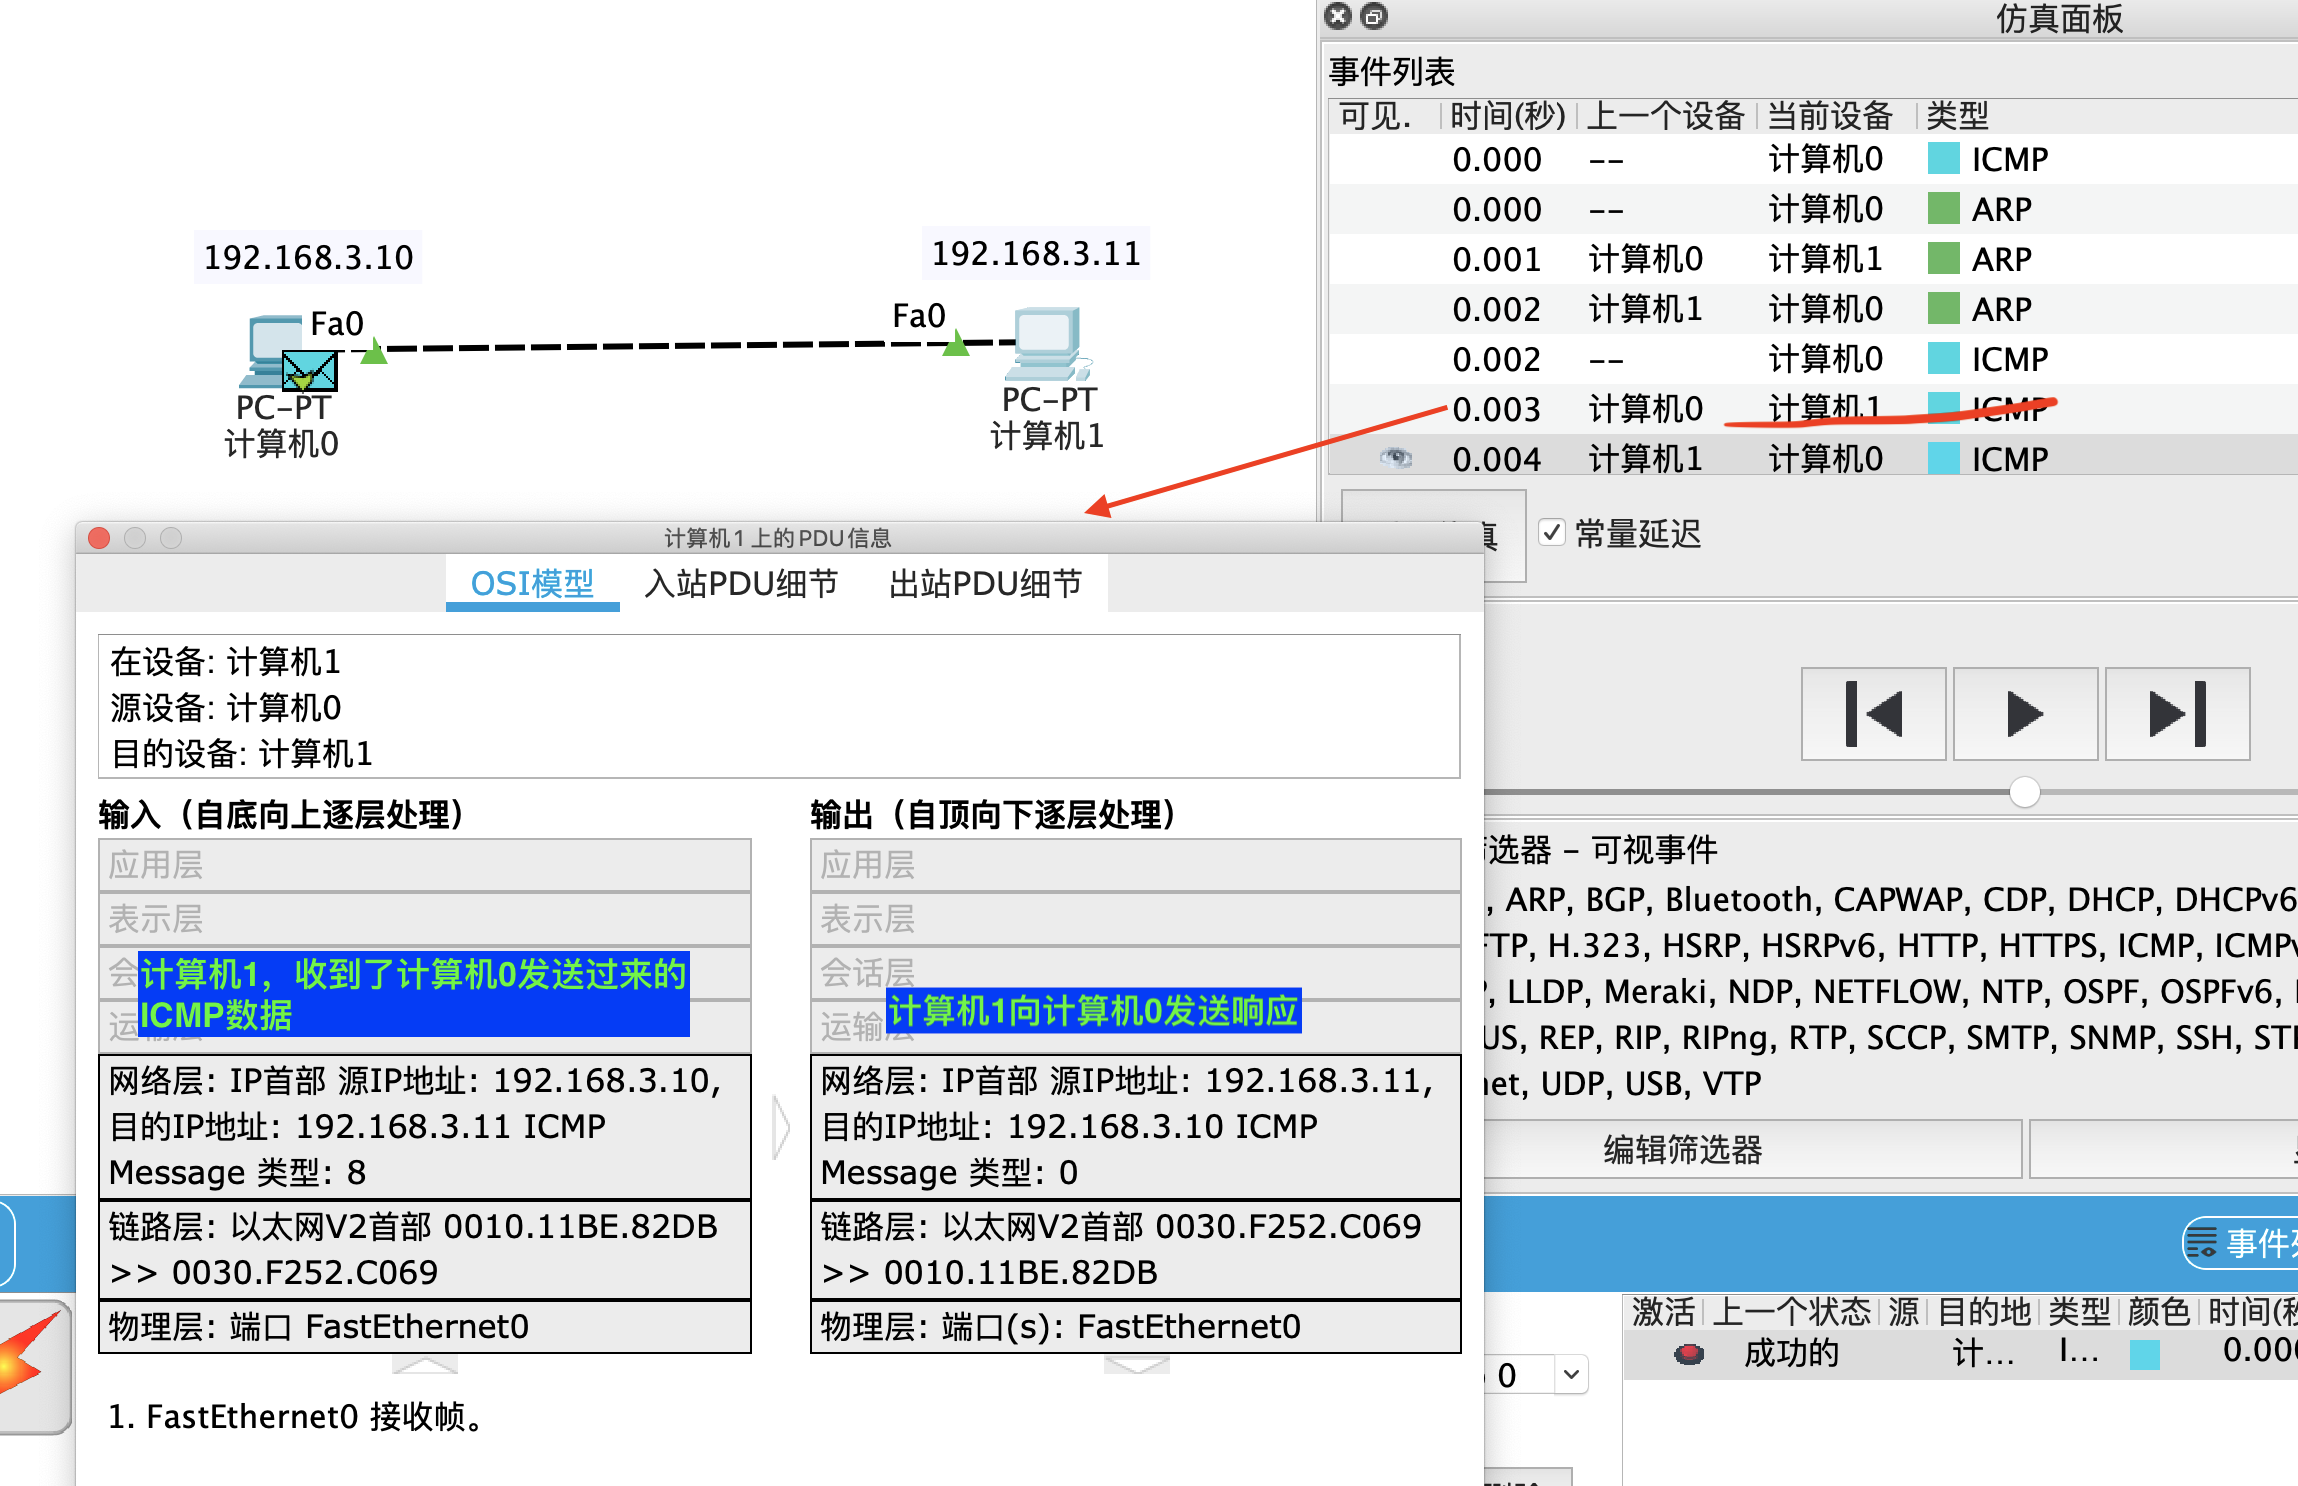 仿真面板
事件列表
可见. 时间(秒) 上一个设备 当前设备 类型
0.000 -- 计算机0 ICMP
0.000 -- 计算机0 ARP
0.001 计算机0 计算机1 ARP
0.002 计算机1 计算机0 ARP
0.002 -- 计算机0 ICMP
0.003 计算机0 计算机1 ICMP
0.004 计算机1 计算机0 ICMP
常量延迟
192.168.3.10
192.168.3.11
Fa0
Fa0
PC-PT
计算机0
PC-PT
计算机1
计算机1上的PDU信息
OSI模型 入站PDU细节 出站PDU细节
在设备: 计算机1
源设备: 计算机0
目的设备: 计算机1
输入（自底向上逐层处理）
应用层
表示层
计算机1，收到了计算机0发送过来的
ICMP数据
网络层: IP首部 源IP地址: 192.168.3.10,
目的IP地址: 192.168.3.11 ICMP
Message 类型: 8
链路层: 以太网V2首部 0010.11BE.82DB
>> 0030.F252.C069
物理层: 端口 FastEthernet0
输出（自顶向下逐层处理）
应用层
表示层
会话层
运输层
计算机1向计算机0发送响应
网络层: IP首部 源IP地址: 192.168.3.11,
目的IP地址: 192.168.3.10 ICMP
Message 类型: 0
链路层: 以太网V2首部 0030.F252.C069
>> 0010.11BE.82DB
物理层: 端口(s): FastEthernet0
1. FastEthernet0 接收帧。
选器 – 可视事件
, ARP, BGP, Bluetooth, CAPWAP, CDP, DHCP, DHCPv6
FTP, H.323, HSRP, HSRPv6, HTTP, HTTPS, ICMP, ICMPv
, LLDP, Meraki, NDP, NETFLOW, NTP, OSPF, OSPFv6,
US, REP, RIP, RIPng, RTP, SCCP, SMTP, SNMP, SSH, ST
net, UDP, USB, VTP
编辑筛选器
事件列
激活 上一个状态 源 目的地 类型 颜色 时间(秒
成功的 计... I... 0.000
0